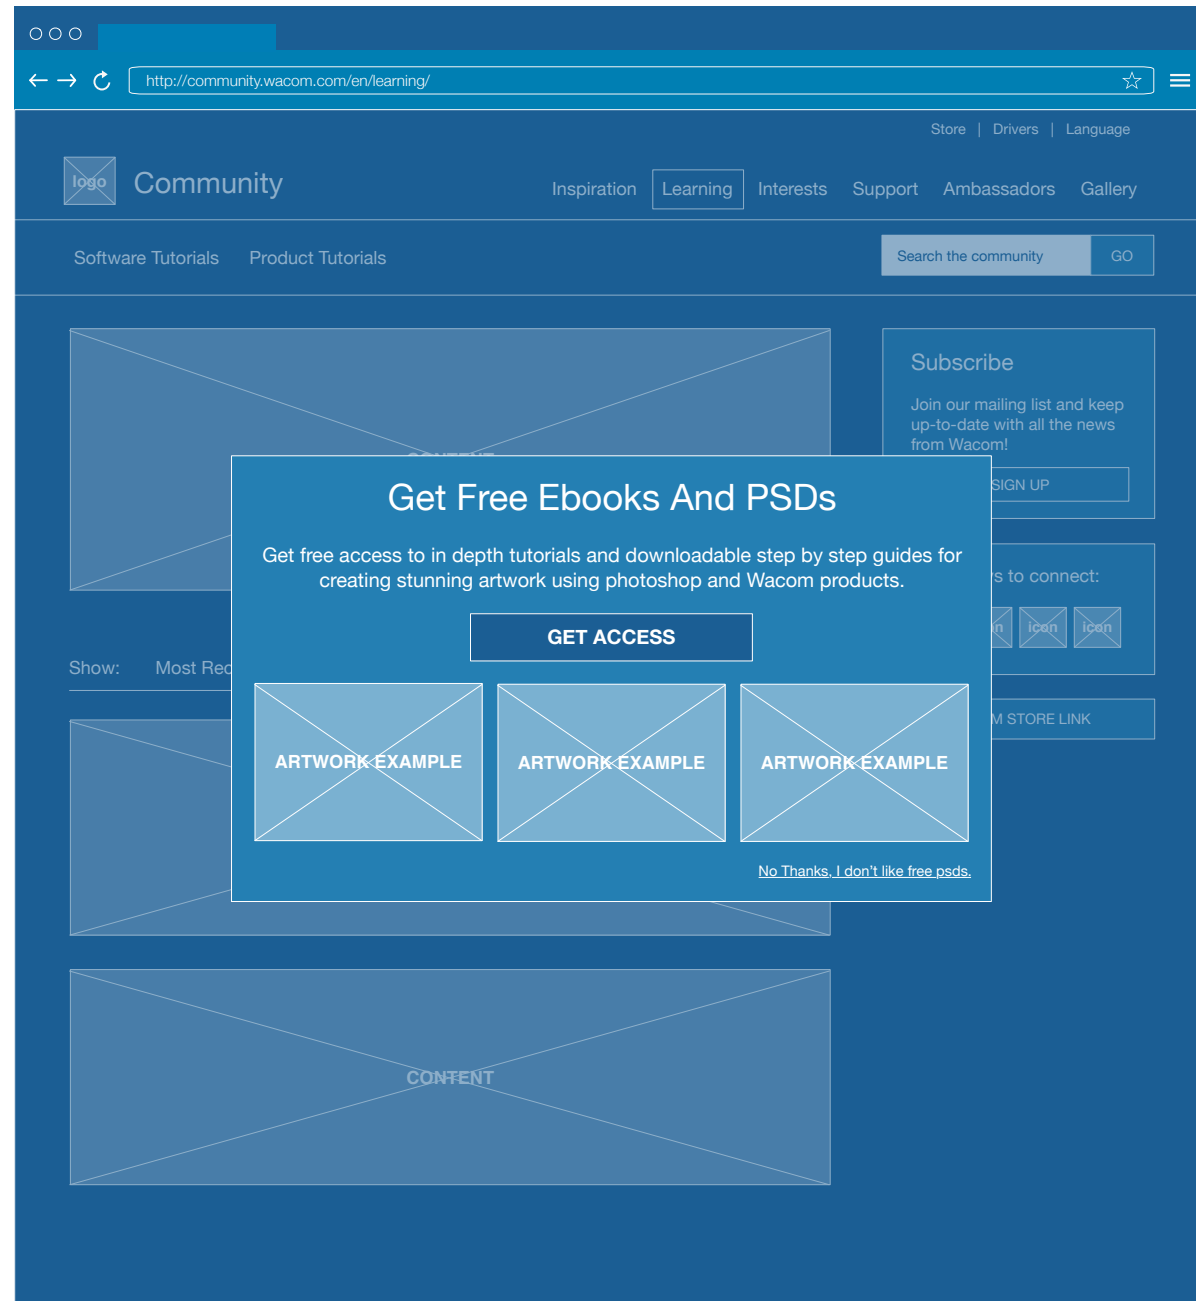 http://community.wacom.com/en/learning/
Store | Drivers | Language
logo
Community
Inspiration Learning Interests Support Ambassadors Gallery
Software Tutorials Product Tutorials
Search the community GO
Subscribe
Join our mailing list and keep
up-to-date with all the news
from Wacom!
SIGN UP
CONTENT
Get Free Ebooks And PSDs
Get free access to in depth tutorials and downloadable step by step guides for
creating stunning artwork using photoshop and Wacom products.
GET ACCESS
ARTWORK EXAMPLE ARTWORK EXAMPLE ARTWORK EXAMPLE
No Thanks, I don't like free psds.
to connect:
icon icon
Show: Most
STORE LINK
CONTENT